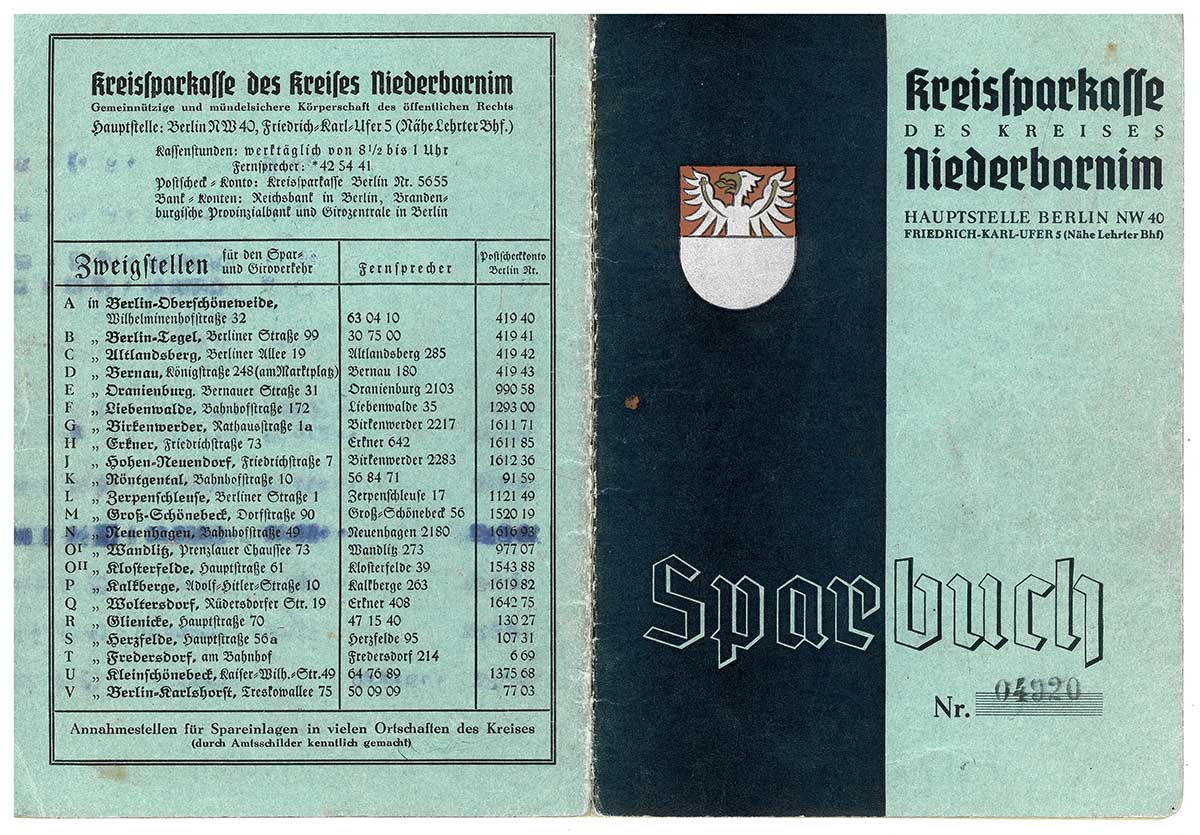 Kreisſparkaſſe des Kreiſes Niederbarnim
Gemeinnützige und mündelsichere Körperschaft des öffentlichen Rechts
Hauptſtelle: Berlin NW 40, Friedrich-Karl-Ufer 5 (Nähe Lehrter Bhf.)
Kaſſenſtunden: werktäglich von 8 1/2 bis 1 Uhr
Fernſprecher: *42 54 41
Poſtſcheck-Konto: Kreisſparkaſſe Berlin Nr. 5655
Bank-Konten: Reichsbank in Berlin, Branden-
burgiſche Provinzialbank und Girozentrale in Berlin
Zweigſtellen für den Spar- und Giroverkehr Fernſprecher Poſtſcheckkonto Berlin Nr.
A in Berlin-Oberſchöneweide,
Wilhelminenhofſtraße 32 63 04 10 419 40
B „ Berlin-Tegel, Berliner Straße 99 30 75 00 419 41
C „ Altlandsberg, Berliner Allee 19 Altlandsberg 285 419 42
D „ Bernau, Königſtraße 248 (am Marktplatz) Bernau 180 419 43
E „ Oranienburg. Bernauer Straße 31 Oranienburg 2103 990 58
F „ Liebenwalde, Bahnhofſtraße 172 Liebenwalde 35 1293 00
G „ Birkenwerder, Rathausſtraße 1a Birkenwerder 2217 1611 71
H „ Erkner, Friedrichſtraße 73 Erkner 642 1611 85
J „ Hohen-Neuendorf, Friedrichſtraße 7 Birkenwerder 2283 1612 36
K „ Röntgental, Bahnhofſtraße 10 56 84 71 91 59
L „ Zerpenſchleuſe, Berliner Straße 1 Zerpenſchleuſe 17 1121 49
M „ Groß-Schönebeck, Dorfſtraße 90 Groß-Schönebeck 56 1520 19
N „ Neuenhagen, Bahnhofſtraße 49 Neuenhagen 2180 1616 93
OI „ Wandlitz, Prenzlauer Chauſſee 73 Wandlitz 273 977 07
OII „ Kloſterfelde, Hauptſtraße 61 Kloſterfelde 39 1543 88
P „ Kalkberge, Adolf-Hitler-Straße 10 Kalkberge 263 1619 82
Q „ Woltersdorf, Rüdersdorfer Str. 19 Erkner 408 1642 75
R „ Glienicke, Hauptſtraße 70 47 15 40 130 27
S „ Herzfelde, Hauptſtraße 56a Herzfelde 95 107 31
T „ Fredersdorf, am Bahnhof Fredersdorf 214 6 69
U „ Kleinſchönebeck, Kaiſer-Wilh.-Str. 49 64 76 89 1375 68
V „ Berlin-Karlshorſt, Treskowallee 75 50 09 09 77 03
Annahmestellen für Spareinlagen in vielen Ortschaften des Kreises
(durch Amtsschilder kenntlich gemacht)
Kreisſparkaſſe
DES KREISES
Niederbarnim
HAUPTSTELLE BERLIN NW 40
FRIEDRICH-KARL-UFER 5 (Nähe Lehrter Bhf)
Sparbuch
Nr. 04920